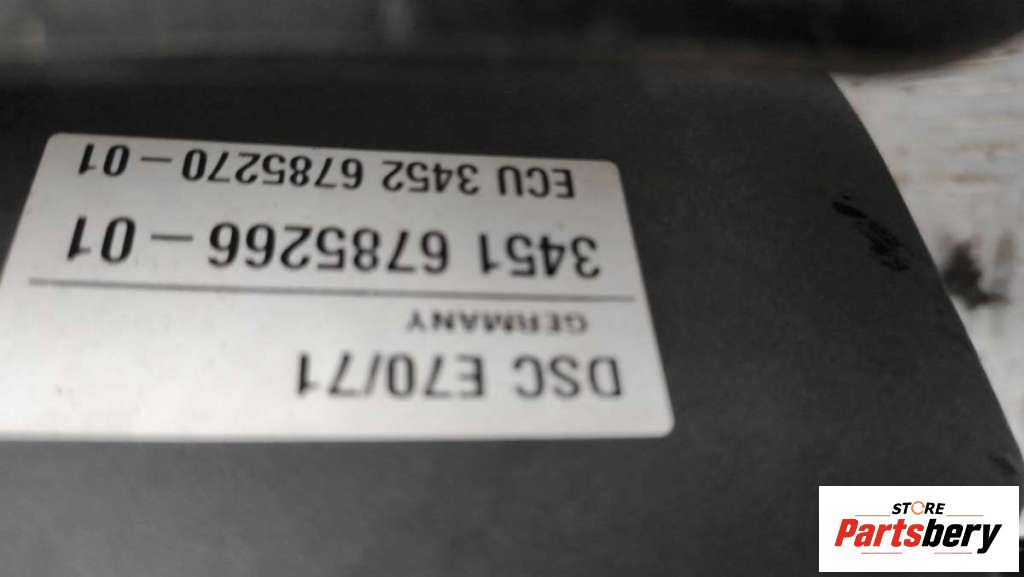 DSC E70/71
GERMANY
3451 6785266-01
ECU 3452 6785270-01
STORE
Partsbery